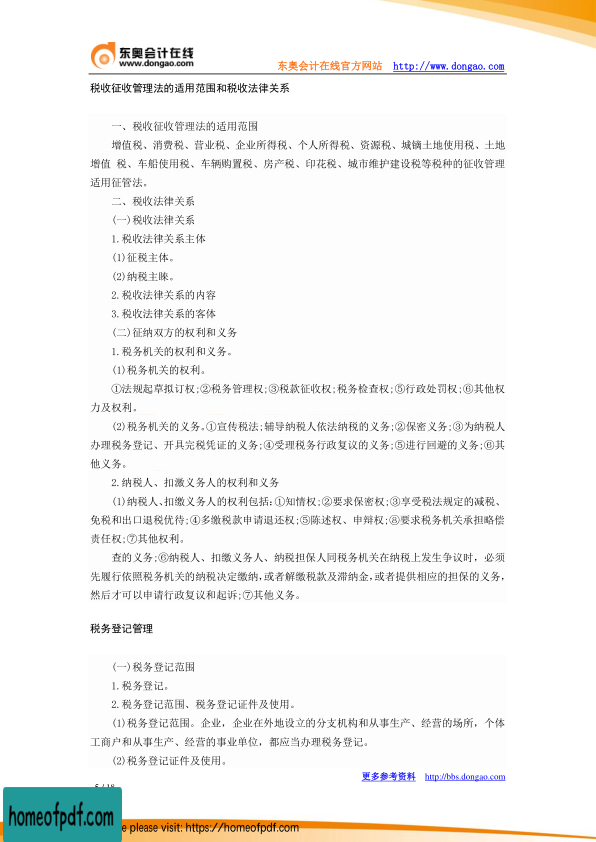 东奥会计在线
www.dongao.com
东奥会计在线官方网站 http://www.dongao.com
税收征收管理法的适用范围和税收法律关系
一、税收征收管理法的适用范围
增值税、消费税、营业税、企业所得税、个人所得税、资源税、城镝土地使用税、土地
增值 税、车船使用税、车辆购置税、房产税、印花税、城市维护建设税等税种的征收管理
适用征管法。
二、税收法律关系
(一)税收法律关系
1.税收法律关系主体
(1)征税主体。
(2)纳税主睐。
2.税收法律关系的内容
3.税收法律关系的客体
(二)征纳双方的权利和义务
1.税务机关的权利和义务。
(1)税务机关的权利。
①法规起草拟订权;②税务管理权;③税款征收权;税务检查权;⑤行政处罚权;⑥其他权
力及权利。
(2)税务机关的义务。①宣传税法;辅导纳税人依法纳税的义务;②保密义务;③为纳税人
办理税务登记、开具完税凭证的义务;④受理税务行政复议的义务;⑤进行回避的义务;⑥其
他义务。
2.纳税人、扣激义务人的权利和义务
(1)纳税人、扣缴义务人的权利包括:①知情权;②要求保密权;③享受税法规定的减税、
免税和出口退税优待;④多缴税款申请退还权;⑤陈述权、申辩权;⑧要求税务机关承担略偿
责任权;⑦其他权利。
查的义务;⑥纳税人、扣缴义务人、纳税担保人同税务机关在纳税上发生争议时，必须
先履行依照税务机关的纳税决定缴纳,或者解缴税款及滞纳金,或者提供相应的担保的义务,
然后才可以申请行政复议和起诉;⑦其他义务。
税务登记管理
(一)税务登记范围
1.税务登记。
2.税务登记范围、税务登记证件及使用。
(1)税务登记范围。企业，企业在外地设立的分支机构和从事生产、经营的场所，个体
工商户和从事生产、经营的事业单位，都应当办理税务登记。
(2)税务登记证件及使用。
更多参考资料 http://bbs.dongao.com
homeofpdf.com
e please visit: https://homeofpdf.com